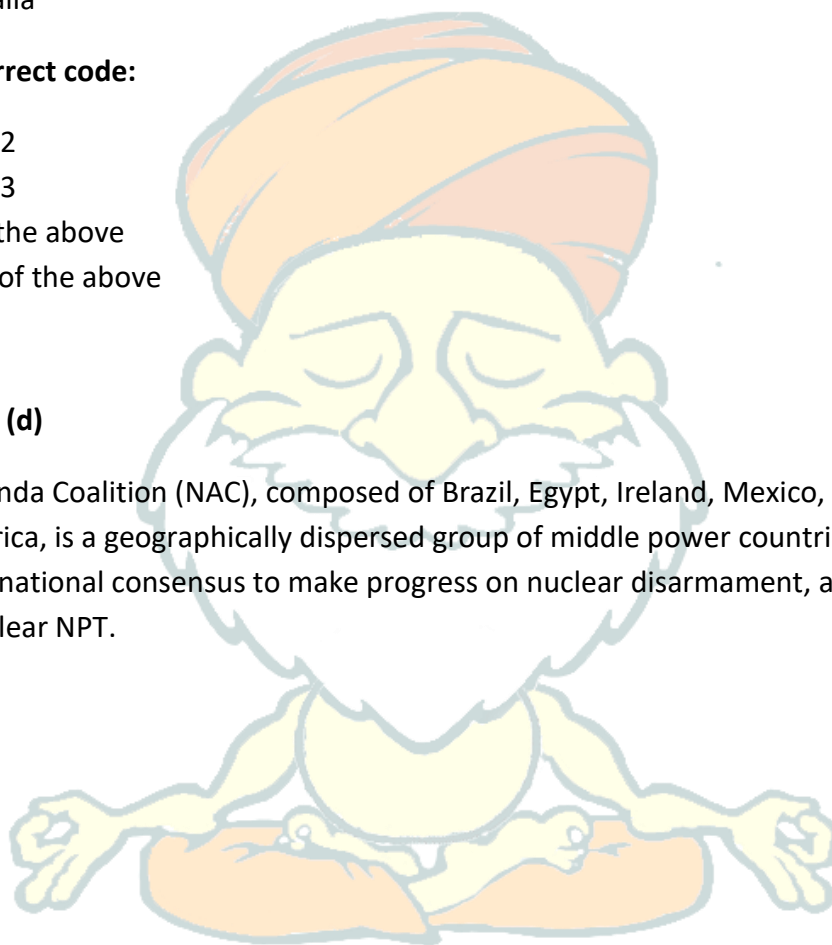 alia
rrect code:
2
3
the above
of the above
(d)
nda Coalition (NAC), composed of Brazil, Egypt, Ireland, Mexico,
rica, is a geographically dispersed group of middle power countri
national consensus to make progress on nuclear disarmament, a
lear NPT.